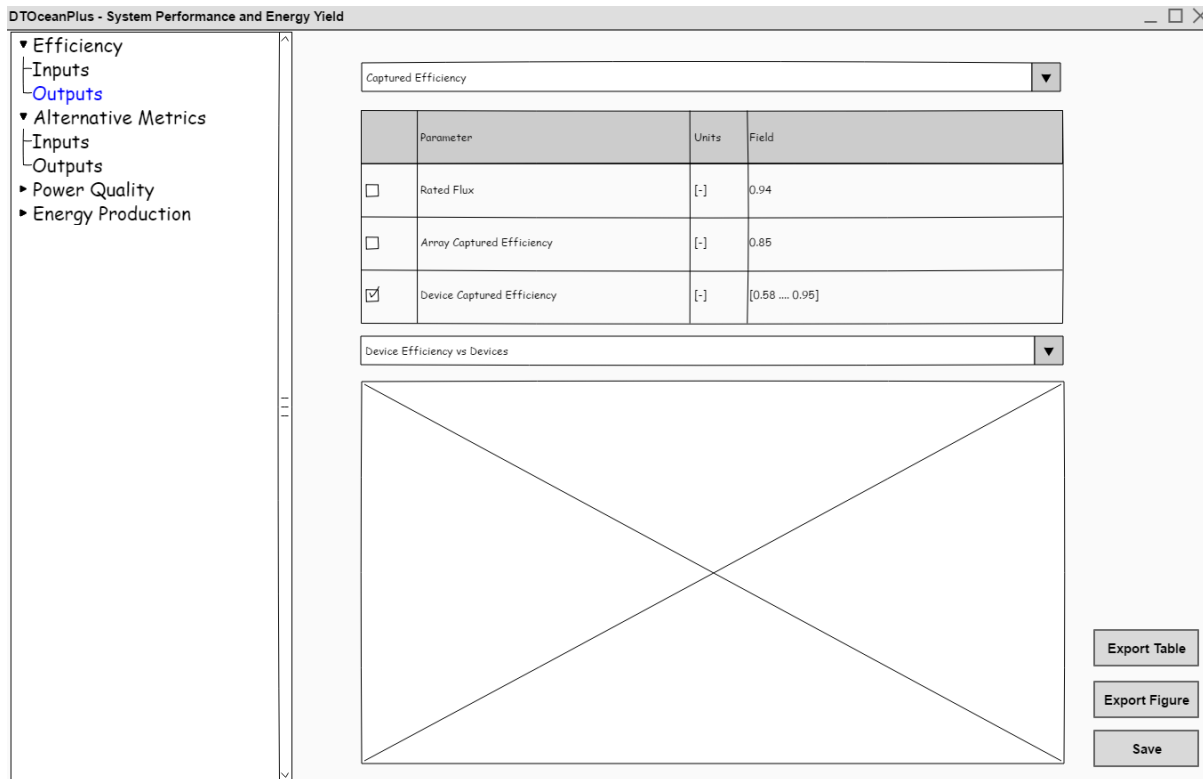 DTOceanPlus - System Performance and Energy Yield
Efficiency
Inputs
Outputs
Alternative Metrics
Inputs
Outputs
Power Quality
Energy Production
Captured Efficiency
Parameter Units Field
Rated Flux [-] 0.94
Array Captured Efficiency [-] 0.85
Device Captured Efficiency [-] [0.58 .... 0.95]
Device Efficiency vs Devices
Export Table
Export Figure
Save